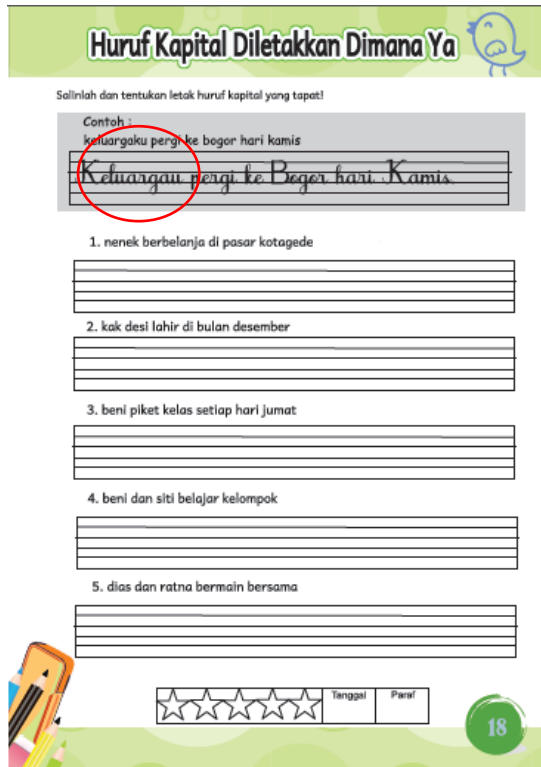 Huruf Kapital Diletakkan Dimana Ya
Salinlah dan tentukan letak huruf kapital yang tapat!
Contoh :
keluargaku pergi ke bogor hari kamis
Keluargau pergi ke Bogor hari Kamis.
1. nenek berbelanja di pasar kotagede
2. kak desi lahir di bulan desember
3. beni piket kelas setiap hari jumat
4. beni dan siti belajar kelompok
5. dias dan ratna bermain bersama
Tanggal Paraf
18